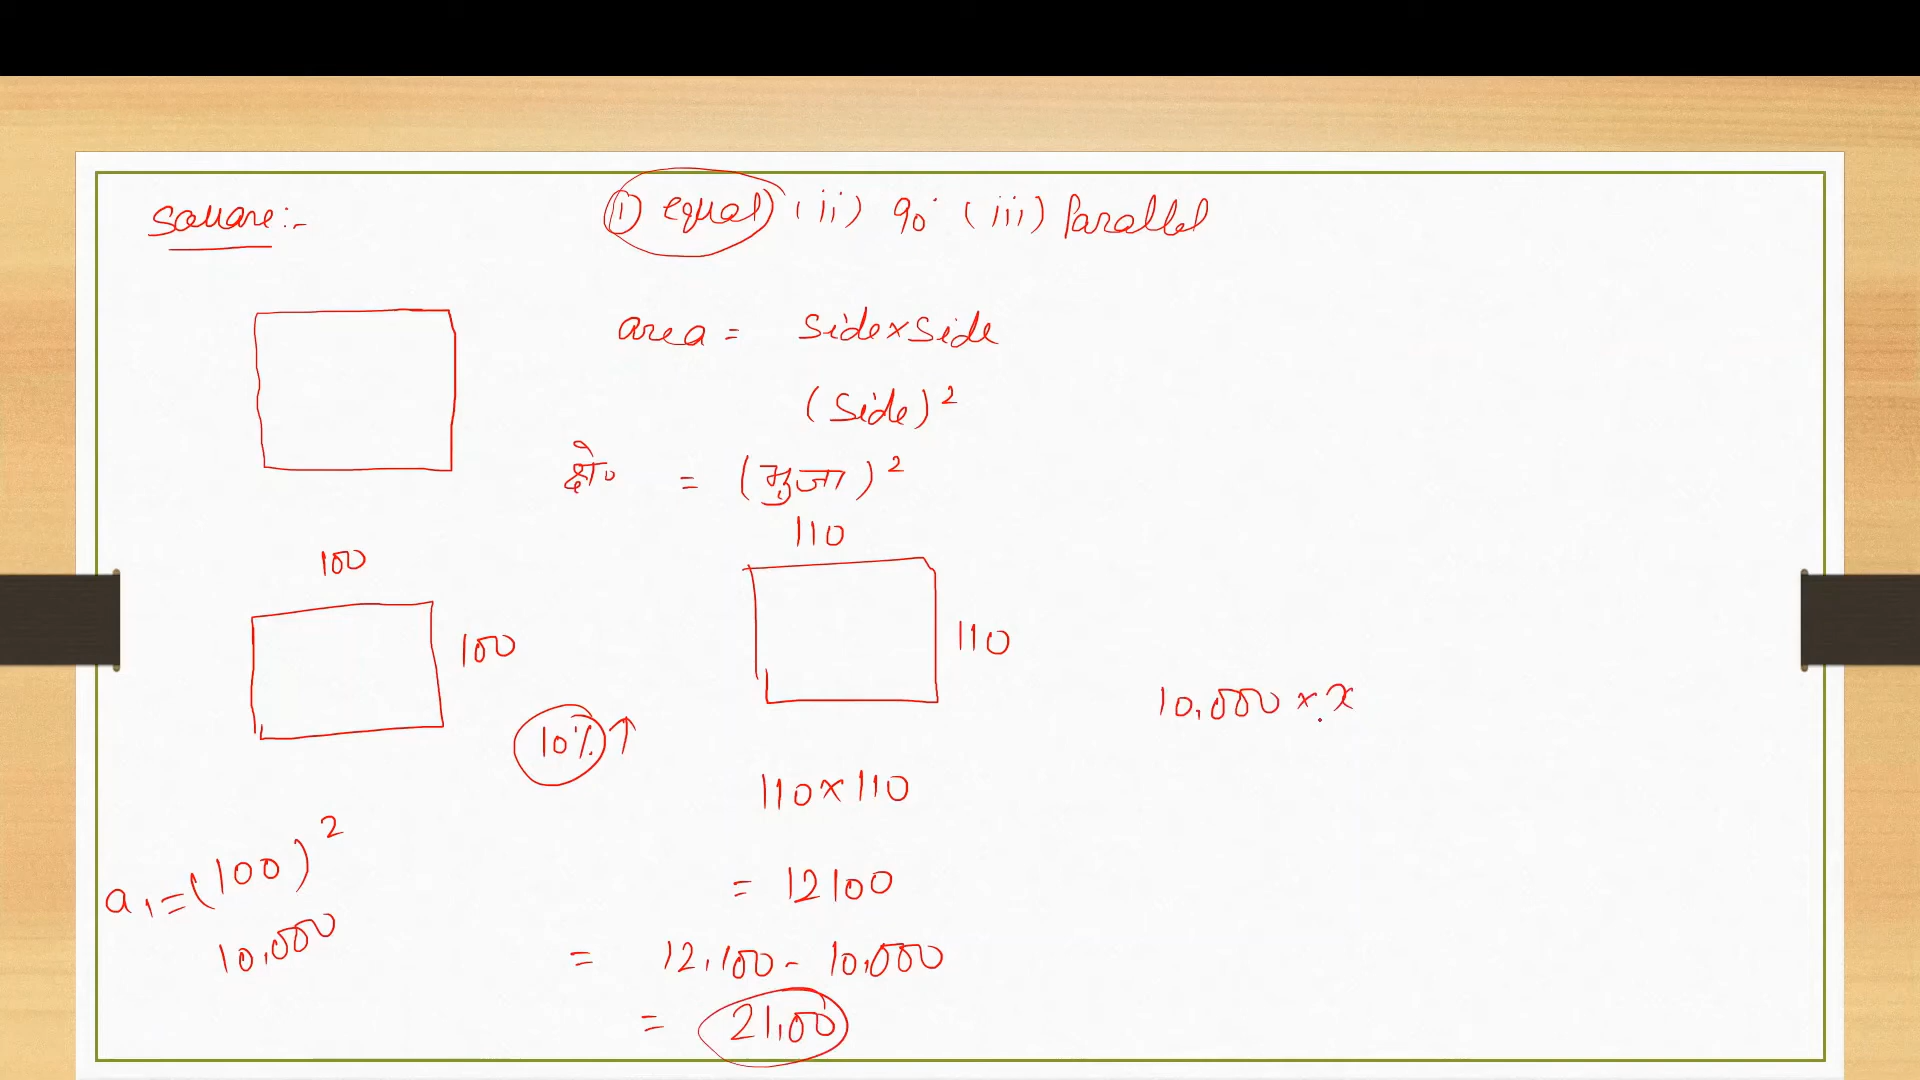 Square:-
① equal (ii) 90° (iii) Parallel
area = Side×Side
(Side)²
क्षे० = (भुजा)²
110
100
100
110
10,000 × x
10% ↑
110×110
a₁ = (100)²
= 12100
10,000
= 12,100 - 10,000
= 21,00